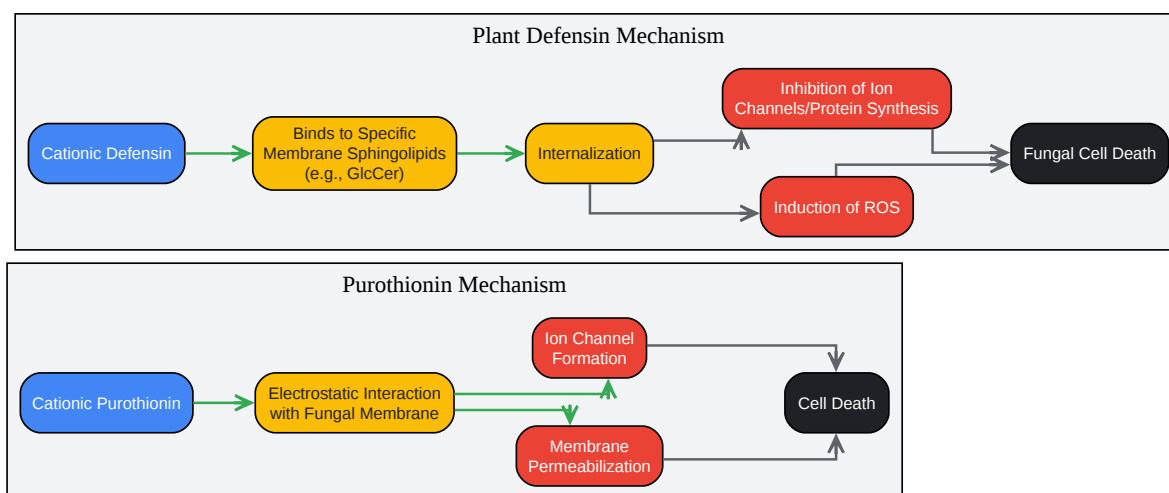 Plant Defensin Mechanism
Cationic Defensin
Binds to Specific
Membrane Sphingolipids
(e.g., GlcCer)
Internalization
Inhibition of Ion
Channels/Protein Synthesis
Induction of ROS
Fungal Cell Death
Purothionin Mechanism
Cationic Purothionin
Electrostatic Interaction
with Fungal Membrane
Ion Channel
Formation
Membrane
Permeabilization
Cell Death